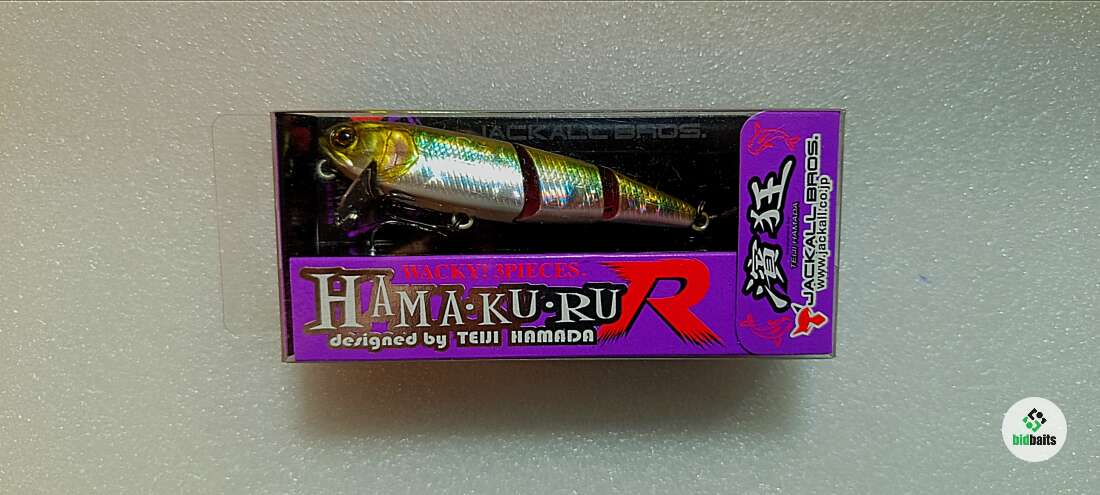 JACKALL BROS.
WACKY! 3PIECES.
HAMA·KU·RU R
designed by TEIJI HAMADA
濱狂
TEIJI HAMADA
JACKALL BROS.
www.jackall.co.jp
bidbaits